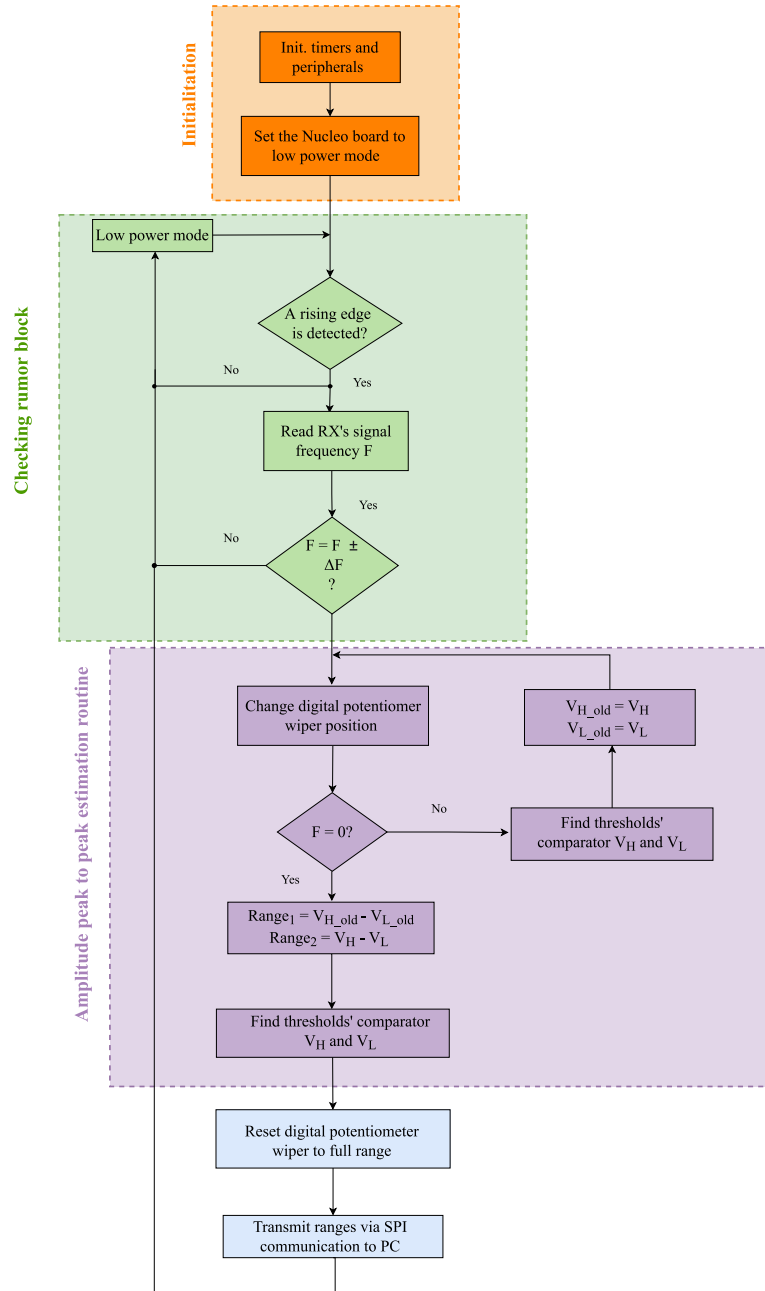 Initialitation
Init. timers and
peripherals
Set the Nucleo board to
low power mode
Checking rumor block
Low power mode
A rising edge
is detected?
No
Yes
Read RX's signal
frequency F
Yes
No
F = F ±
ΔF
?
Amplitude peak to peak estimation routine
Change digital potentiomer
wiper position
V_H_old = V_H
V_L_old = V_L
F = 0?
No
Find thresholds'
comparator V_H and V_L
Yes
Range_1 = V_H_old - V_L_old
Range_2 = V_H - V_L
Find thresholds' comparator
V_H and V_L
Reset digital potentiometer
wiper to full range
Transmit ranges via SPI
communication to PC